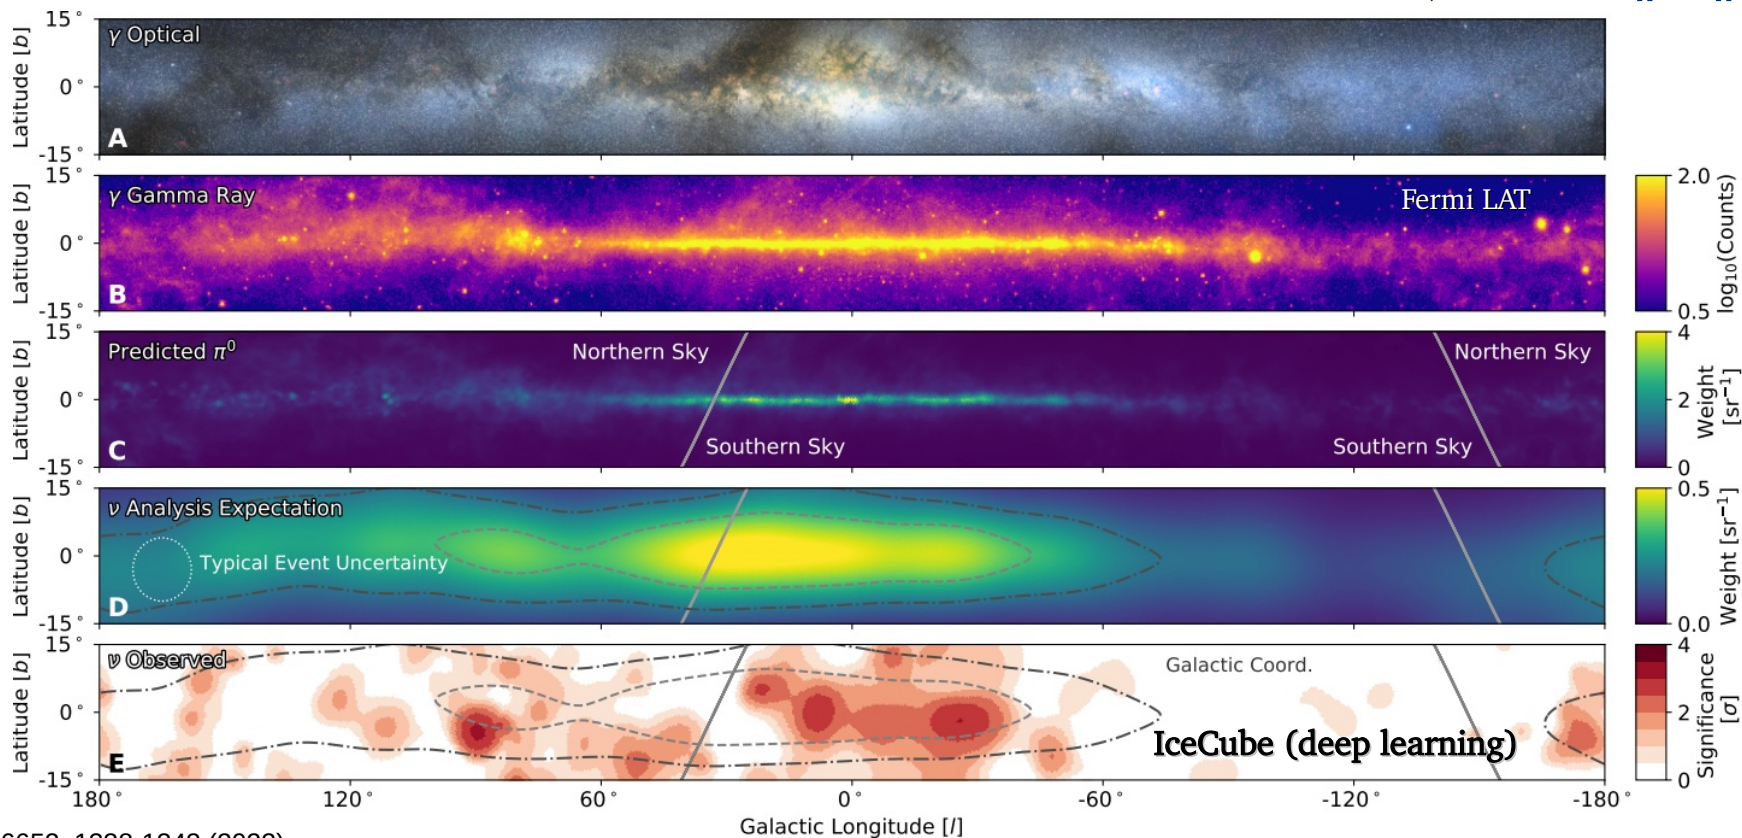 15°
0°
-15°
Latitude [b]
γ Optical
A
15°
0°
-15°
Latitude [b]
γ Gamma Ray
Fermi LAT
B
2.0
0.5
log₁₀(Counts)
15°
0°
-15°
Latitude [b]
Predicted π⁰
Northern Sky
Northern Sky
Southern Sky
Southern Sky
C
4
2
0
Weight
[sr⁻¹]
15°
0°
-15°
Latitude [b]
ν Analysis Expectation
Typical Event Uncertainty
D
0.5
0.0
Weight [sr⁻¹]
15°
0°
-15°
Latitude [b]
ν Observed
Galactic Coord.
IceCube (deep learning)
E
4
2
0
Significance
[σ]
180
120
60
0°
-60
-120°
-180°
Galactic Longitude [l]